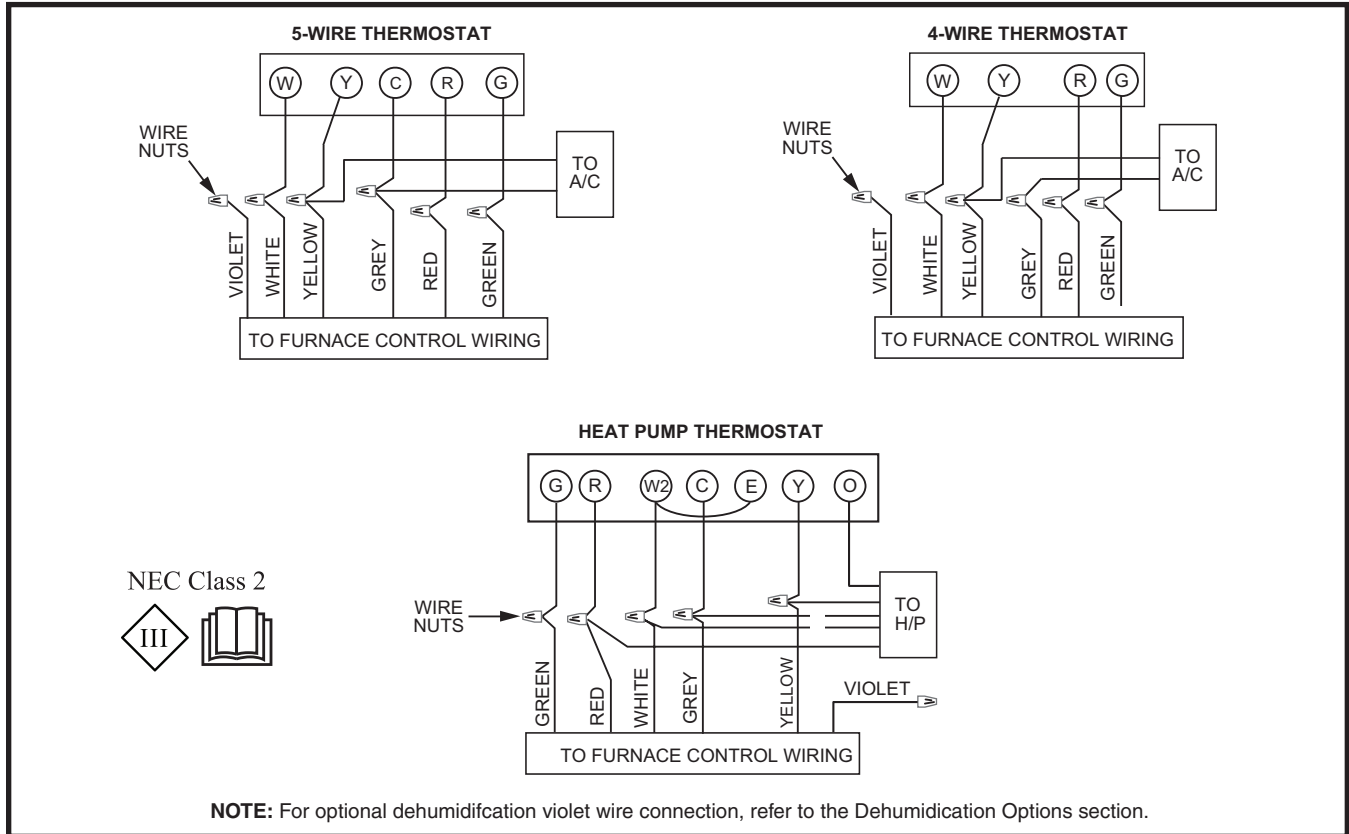 5-WIRE THERMOSTAT
W Y C R G
WIRE
NUTS
TO
A/C
VIOLET
WHITE
YELLOW
GREY
RED
GREEN
TO FURNACE CONTROL WIRING
4-WIRE THERMOSTAT
W Y R G
WIRE
NUTS
TO
A/C
VIOLET
WHITE
YELLOW
GREY
RED
GREEN
TO FURNACE CONTROL WIRING
HEAT PUMP THERMOSTAT
G R W2 C E Y O
NEC Class 2
III
WIRE
NUTS
TO
H/P
GREEN
RED
WHITE
GREY
YELLOW
VIOLET
TO FURNACE CONTROL WIRING
NOTE: For optional dehumidifcation violet wire connection, refer to the Dehumidication Options section.